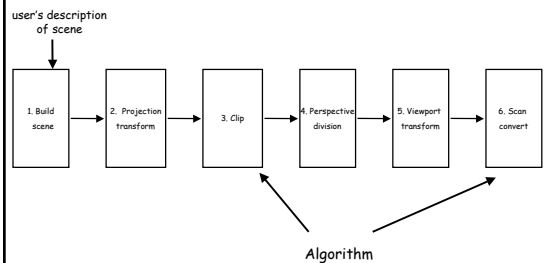 user's description
of scene
1. Build
scene
2. Projection
transform
3. Clip
4. Perspective
division
5. Viewport
transform
6. Scan
convert
Algorithm